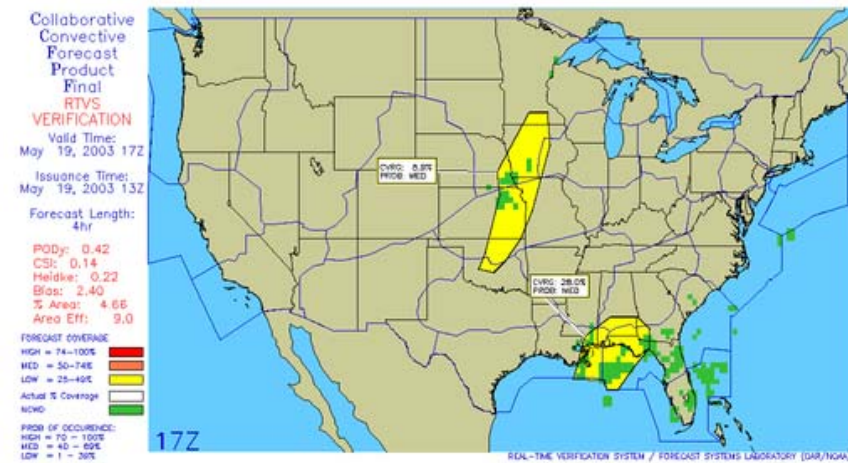 Collaborative
Convective
Forecast
Product
Final
RTVS
VERIFICATION
Valid Time:
May 19, 2003 17Z
Issuance Time:
May 19, 2003 13Z
Forecast Length:
4hr
PODy: 0.42
CSI: 0.14
Heidke: 0.22
Bias: 2.40
% Area: 4.66
Area Eff: 9.0
FORECAST COVERAGE
HIGH = 74-100%
MED = 50-74%
LOW = 25-49%
Actual % Coverage
NCWD
PROB OF OCCURENCE:
HIGH = 70 - 100%
MED = 40 - 69%
LOW = 1 - 39%
CVRG: 8.9%
PROB: MED
CVRG: 28.0%
PROB: MED
17Z
REAL-TIME VERIFICATION SYSTEM / FORECAST SYSTEMS LABORATORY (OAR/NOAA)